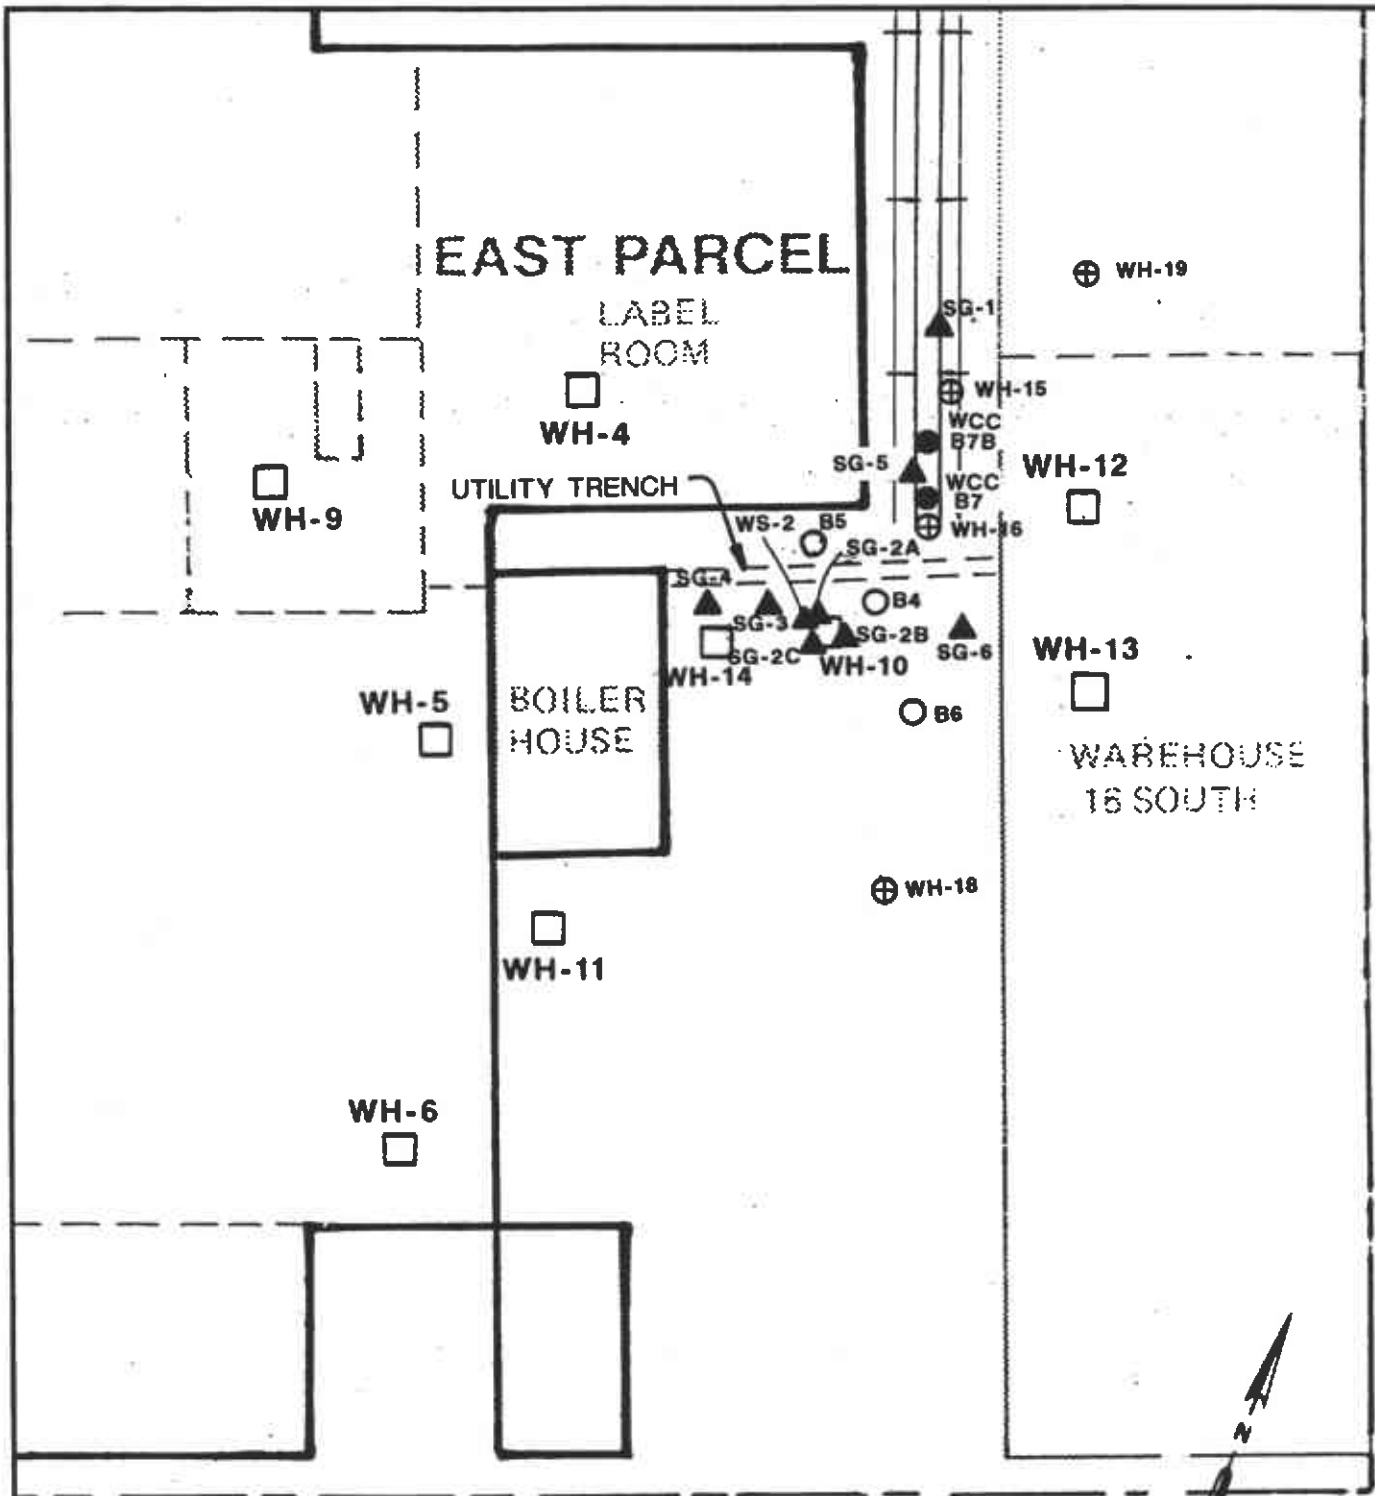 EAST PARCEL
LABEL
ROOM
WH-19
SG-1
WH-15
WCC
B7B
WH-4
SG-5
WH-12
WCC
B7
UTILITY TRENCH
WH-9
WS-2
B5
WH-16
SG-2A
SG-4
B4
SG-3
SG-2B
SG-2C
WH-10
SG-6
WH-13
WH-14
WH-5
BOILER
HOUSE
B6
WAREHOUSE
16 SOUTH
WH-18
WH-11
WH-6
N